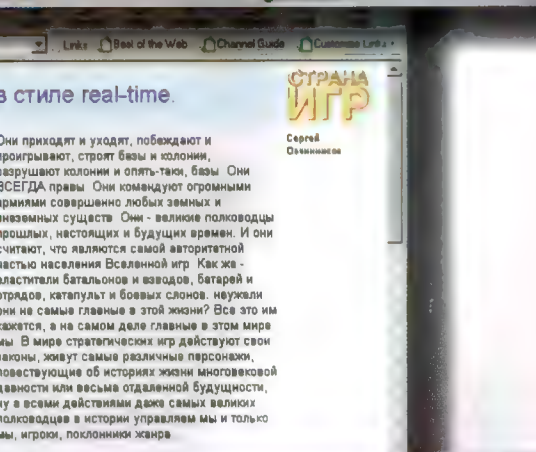 Links Best of the Web Channel Guide Customize Links
в стиле real-time.
СТРАНА
ИГР
Сергей
Овчинников
Они приходят и уходят, побеждают и
проигрывают, строят базы и колонии,
разрушают колонии и опять-таки, базы. Они
ВСЕГДА правы. Они командуют огромными
армиями совершенно любых земных и
внеземных существ. Они - великие полководцы
прошлых, настоящих и будущих времен. И они
считают, что являются самой авторитетной
частью населения Вселенной игр. Как же -
властители батальонов и взводов, батарей и
отрядов, катапульт и боевых слонов. неужели
они не самые главные в этой жизни? Все это им
кажется, а на самом деле главные в этом мире
мы. В мире стратегических игр действуют свои
законы, живут самые различные персонажи,
повествующие об историях жизни многовековой
давности или весьма отдаленной будущности,
ну а всеми действиями даже самых великих
полководцев в истории управляем мы и только
мы, игроки, поклонники жанра